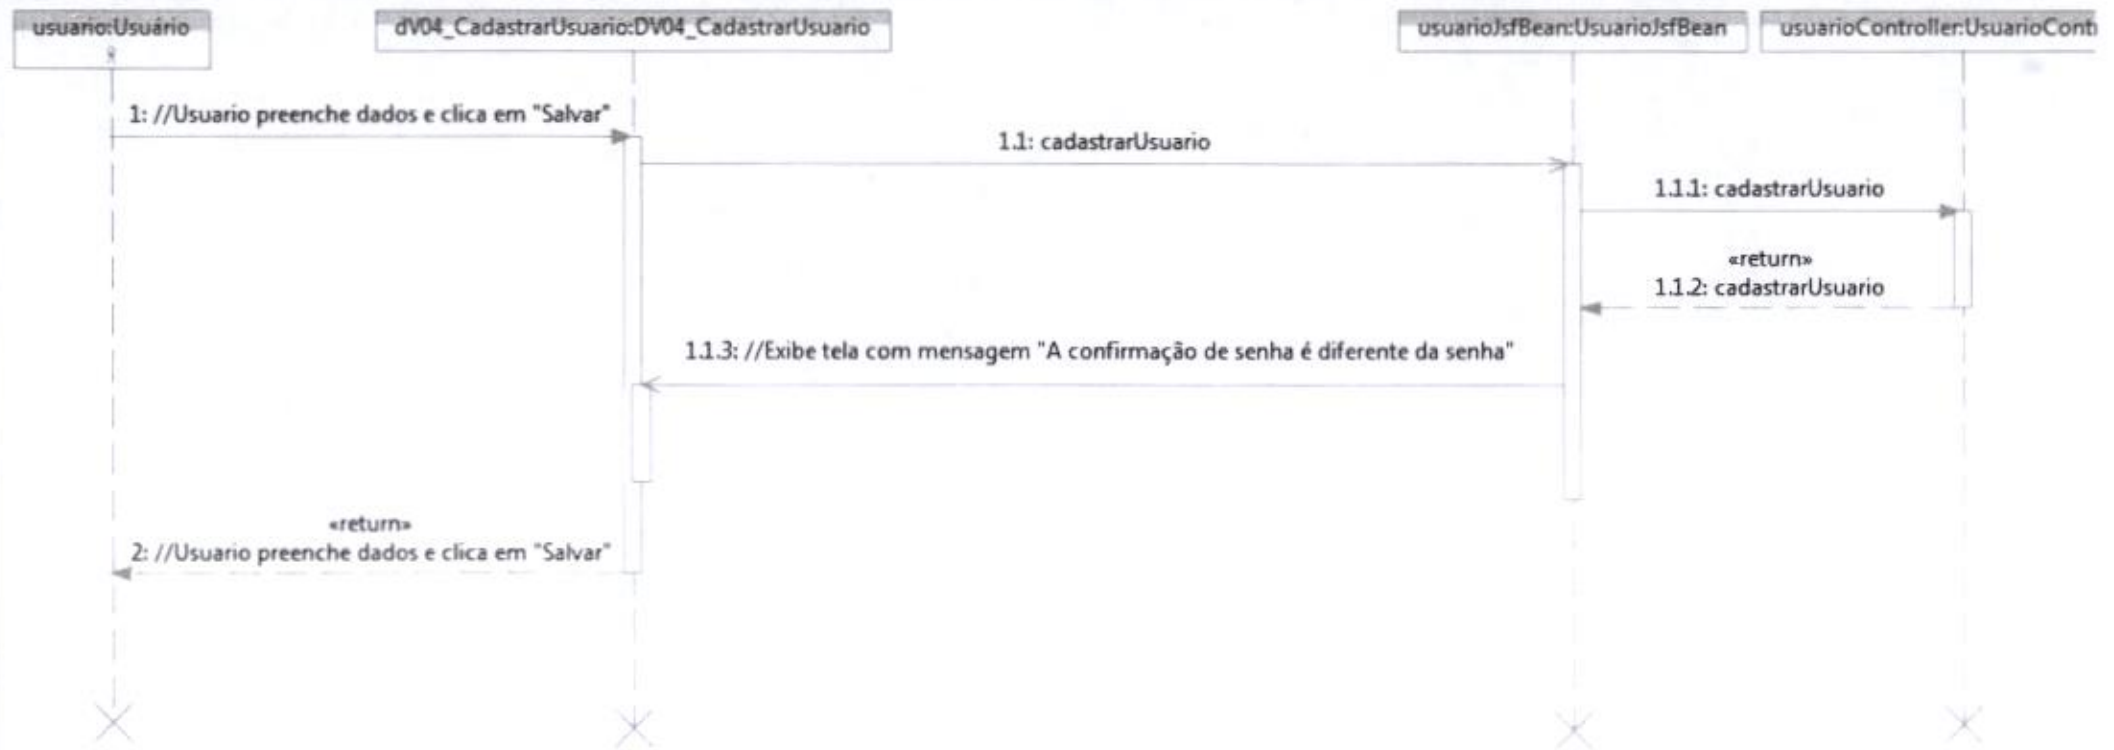 usuario:Usuário
dV04_CadastrarUsuario:DV04_CadastrarUsuario
usuarioJsfBean:UsuarioJsfBean
usuarioController:UsuarioCont
1: //Usuario preenche dados e clica em "Salvar"
1.1: cadastrarUsuario
1.1.1: cadastrarUsuario
«return»
1.1.2: cadastrarUsuario
1.1.3: //Exibe tela com mensagem "A confirmação de senha é diferente da senha"
«return»
2: //Usuario preenche dados e clica em "Salvar"